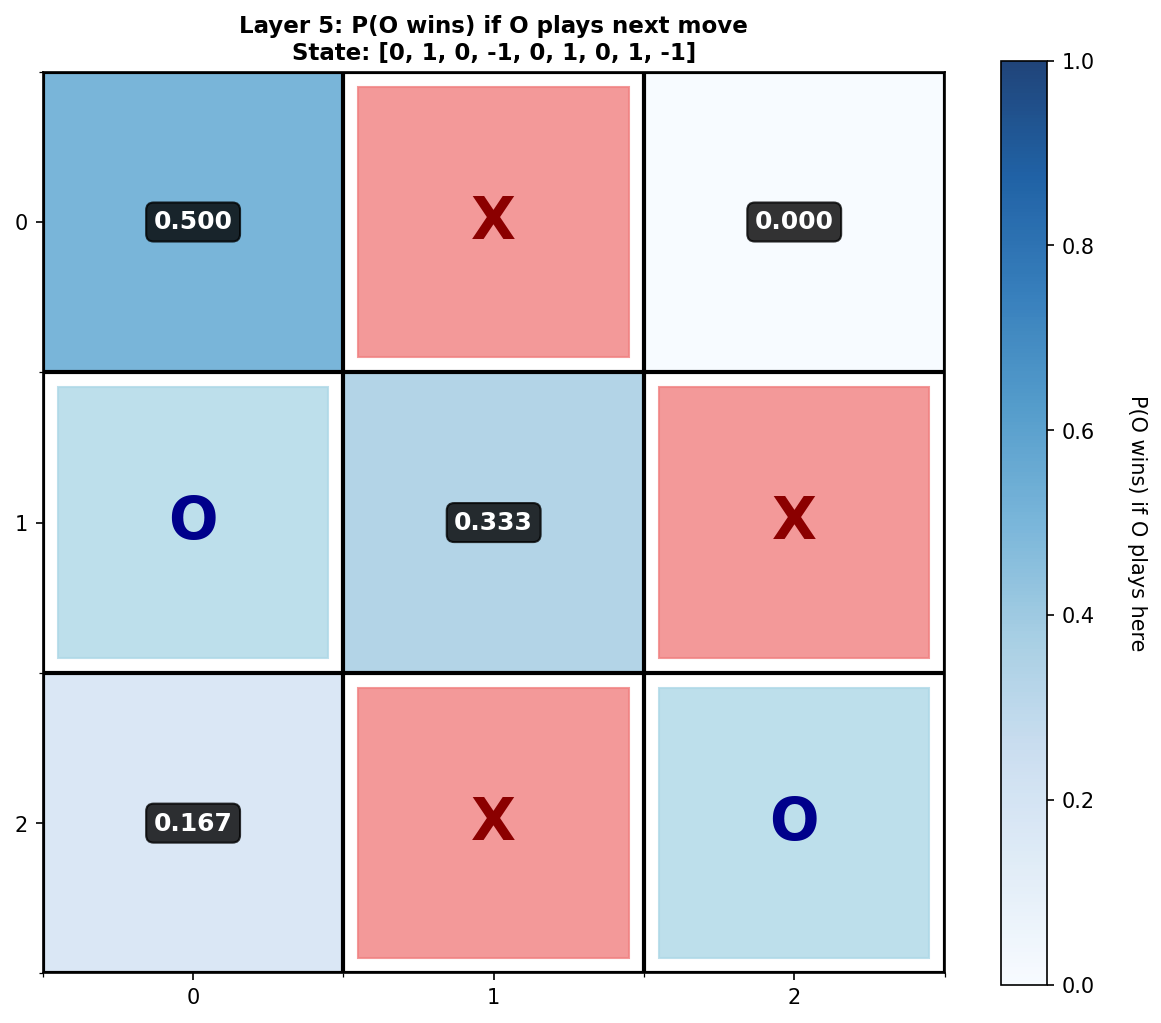 Layer 5: P(O wins) if O plays next move
State: [0, 1, 0, -1, 0, 1, 0, 1, -1]
0.500
X
0.000
O
0.333
X
0.167
X
O
0
1
2
0
1
2
1.0
0.8
0.6
0.4
0.2
0.0
P(O wins) if O plays here